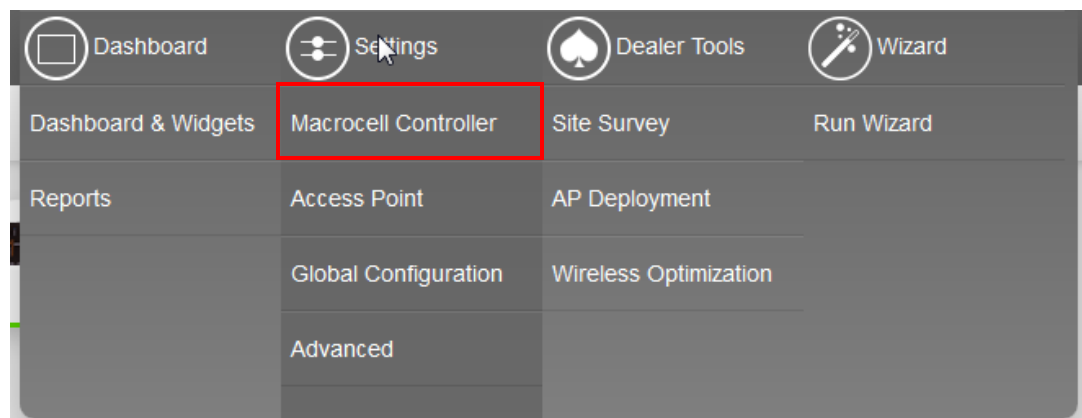 Dashboard Settings Dealer Tools Wizard
Dashboard & Widgets Macrocell Controller Site Survey Run Wizard
Reports Access Point AP Deployment
Global Configuration Wireless Optimization
Advanced